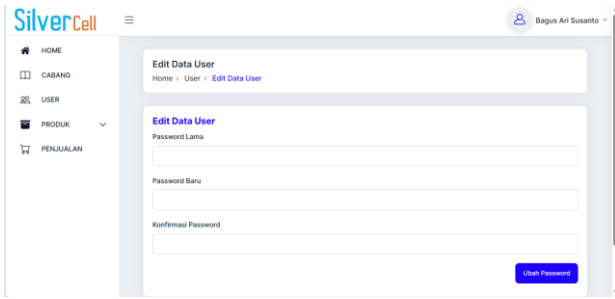 SilverCell
Bagus Ari Susanto
HOME
CABANG
USER
PRODUK
PENJUALAN
Edit Data User
Home > User > Edit Data User
Edit Data User
Password Lama
Password Baru
Konfirmasi Password
Ubah Password